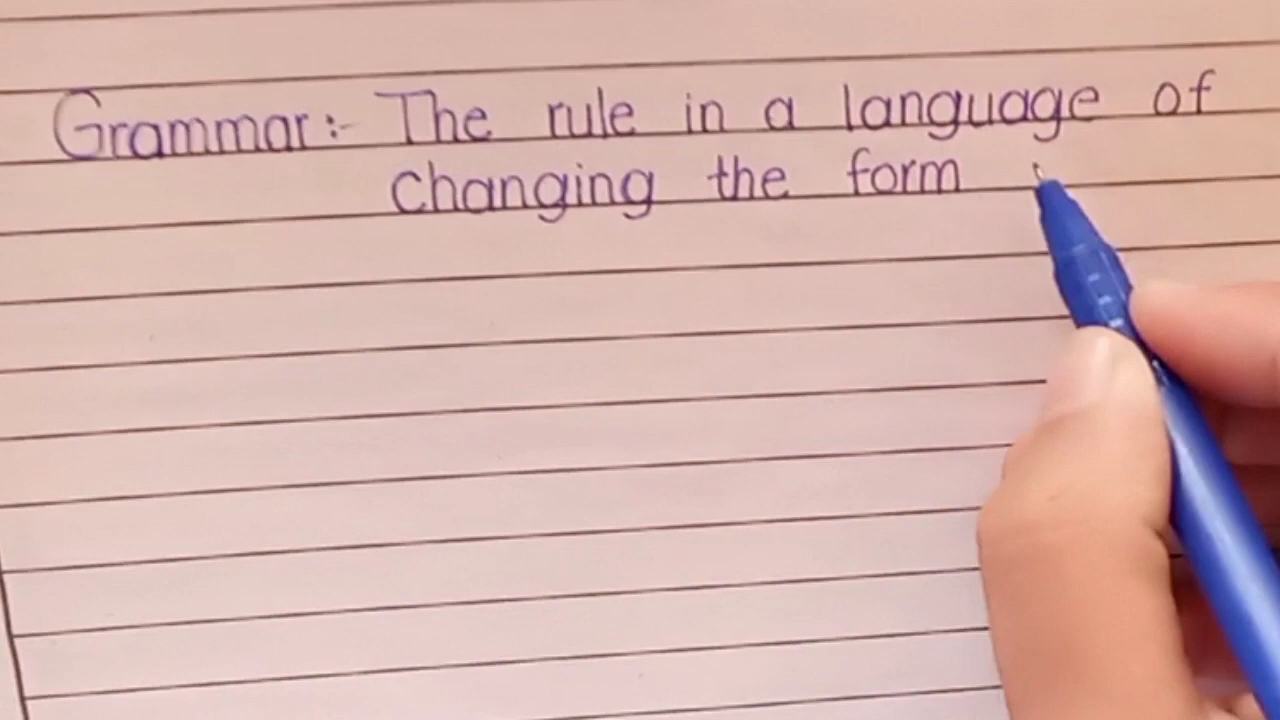 Grammar:- The rule in a language of
changing the form